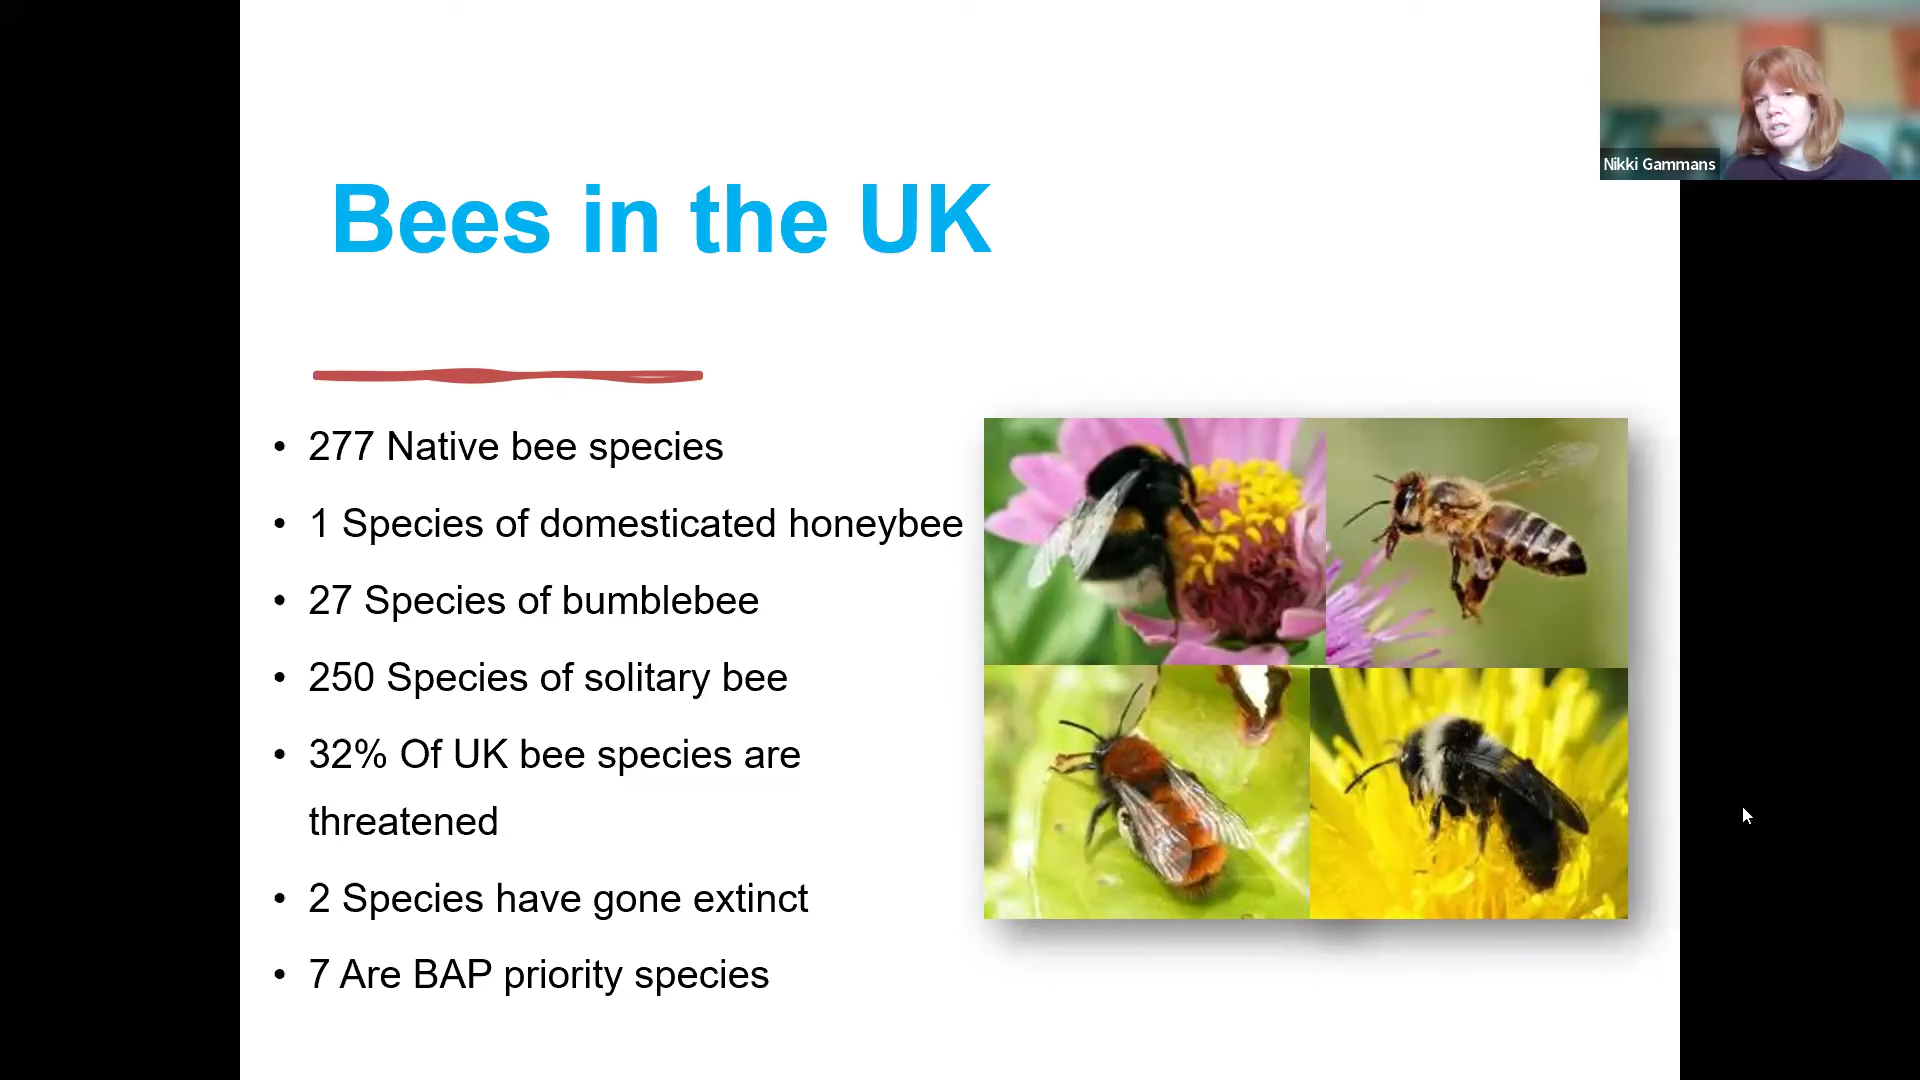 Nikki Gammans
Bees in the UK
• 277 Native bee species
• 1 Species of domesticated honeybee
• 27 Species of bumblebee
• 250 Species of solitary bee
• 32% Of UK bee species are
threatened
• 2 Species have gone extinct
• 7 Are BAP priority species